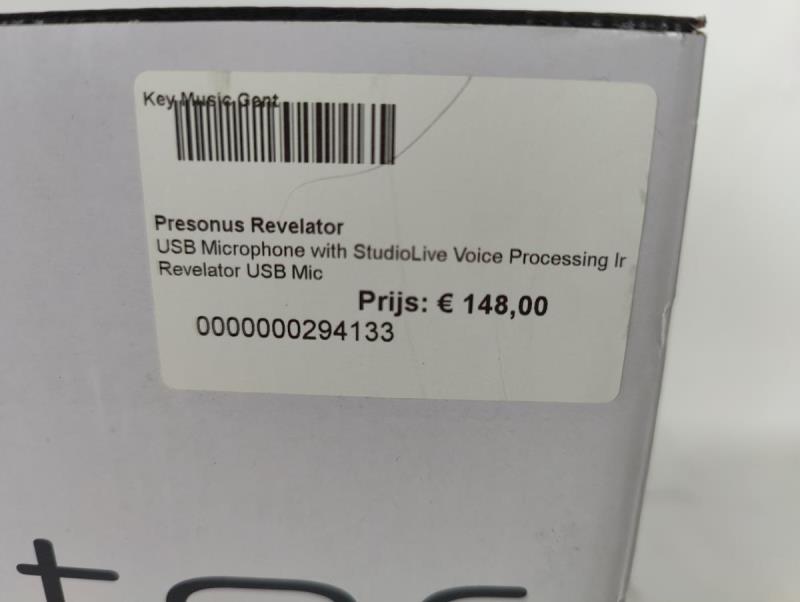 Key Music Gent
Presonus Revelator
USB Microphone with StudioLive Voice Processing Ir
Revelator USB Mic
Prijs: € 148,00
0000000294133
tor